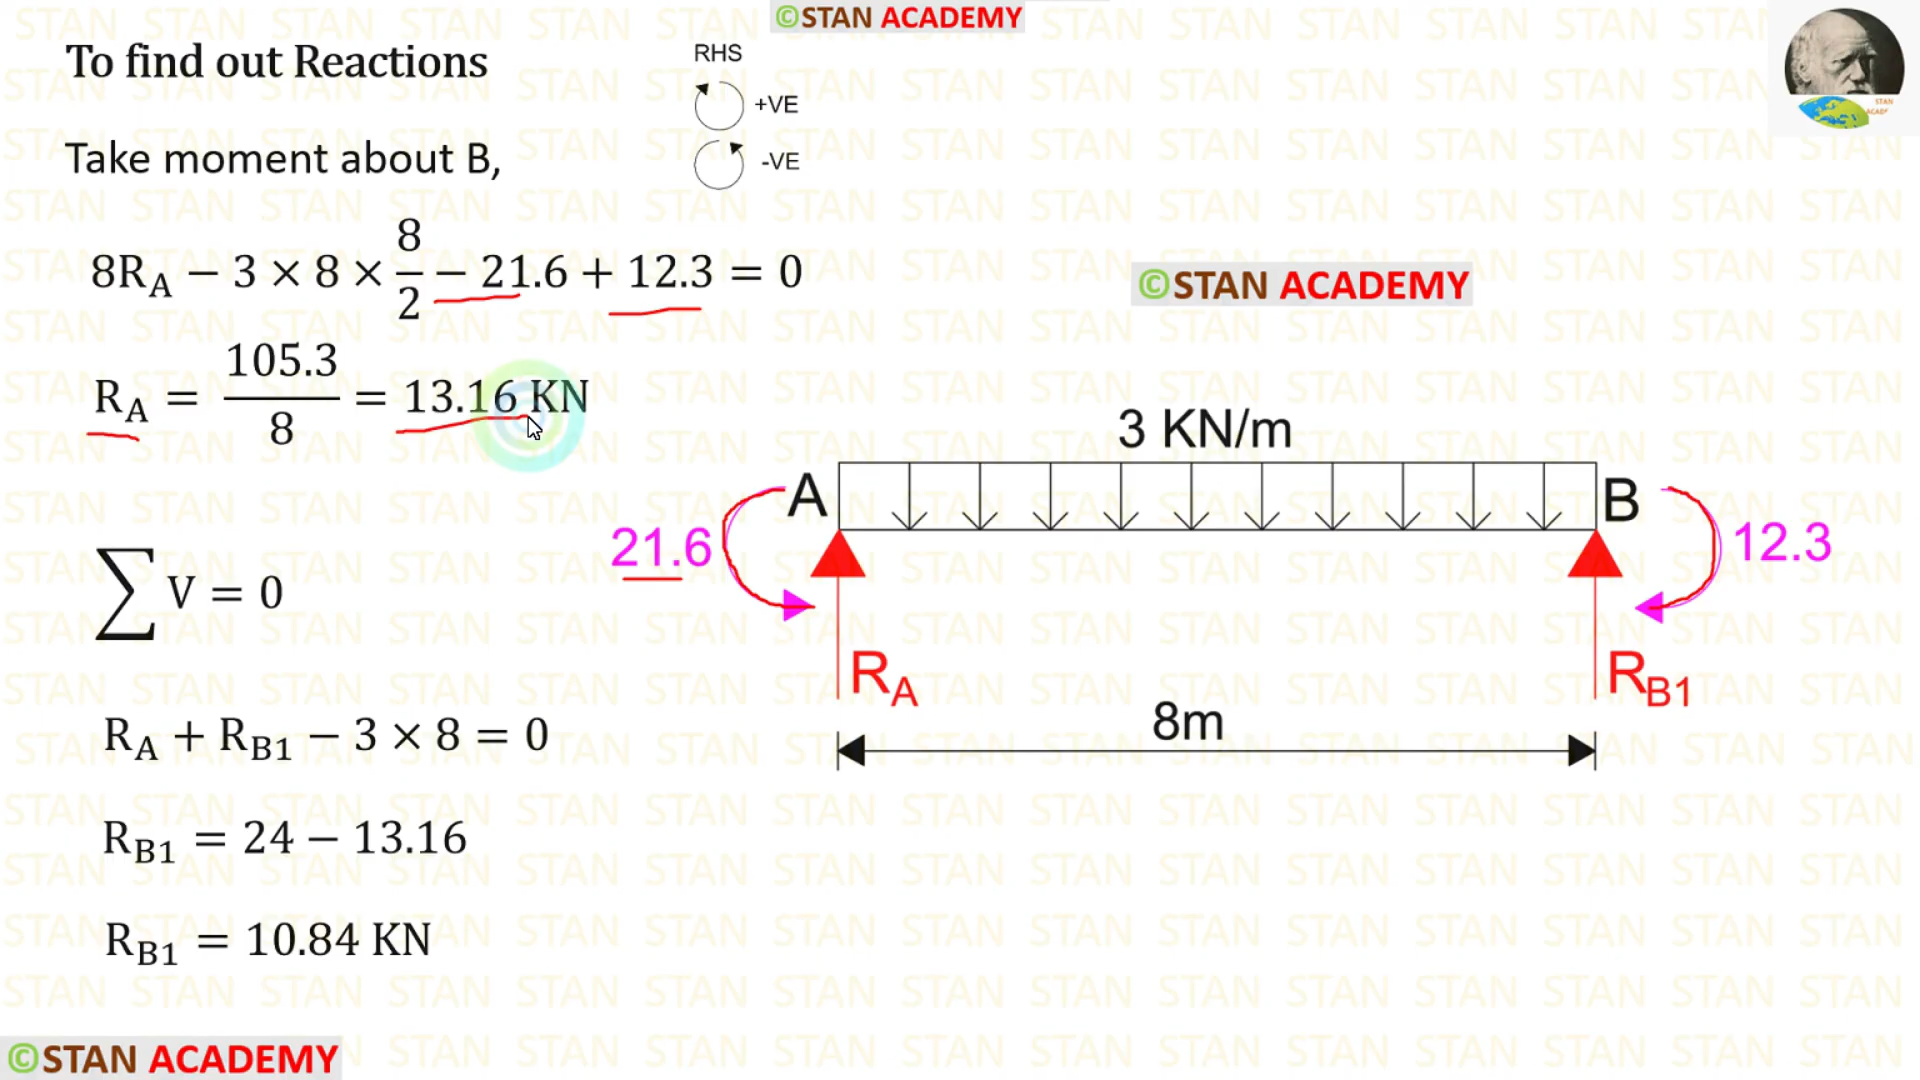 ©STAN ACADEMY
To find out Reactions
RHS
+VE
-VE
STAN
ACADE
Take moment about B,
8R_A − 3 × 8 × 8/2 − 21.6 + 12.3 = 0
©STAN ACADEMY
R_A = 105.3/8 = 13.16 KN
3 KN/m
A
B
21.6
12.3
∑ V = 0
R_A
R_B1
8m
R_A + R_B1 − 3 × 8 = 0
R_B1 = 24 − 13.16
R_B1 = 10.84 KN
©STAN ACADEMY